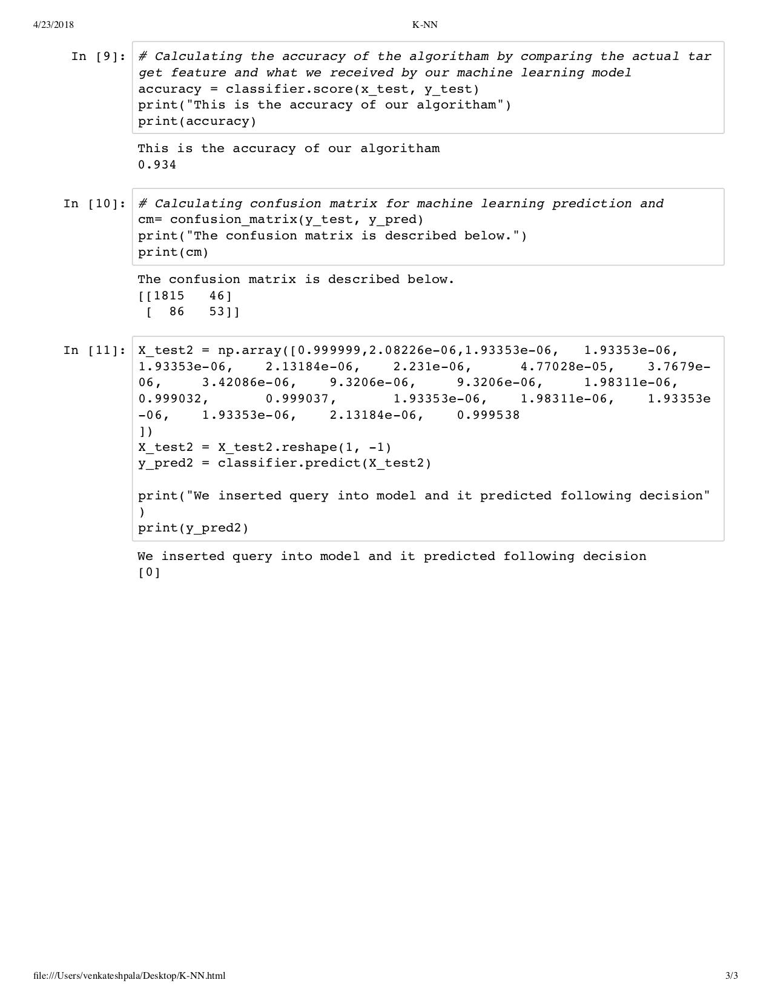 4/23/2018
K-NN
In [9]:
# Calculating the accuracy of the algoritham by comparing the actual tar
get feature and what we received by our machine learning model
accuracy = classifier.score(x_test, y_test)
print("This is the accuracy of our algoritham")
print(accuracy)
This is the accuracy of our algoritham
0.934
In [10]:
# Calculating confusion matrix for machine learning prediction and
cm= confusion_matrix(y_test, y_pred)
print("The confusion matrix is described below.")
print(cm)
The confusion matrix is described below.
[[1815   46]
 [  86   53]]
In [11]:
X_test2 = np.array([0.999999,2.08226e-06,1.93353e-06,   1.93353e-06,
1.93353e-06,    2.13184e-06,    2.231e-06,      4.77028e-05,    3.7679e-
06,     3.42086e-06,    9.3206e-06,     9.3206e-06,     1.98311e-06,
0.999032,       0.999037,       1.93353e-06,    1.98311e-06,    1.93353e
-06,    1.93353e-06,    2.13184e-06,    0.999538
])
X_test2 = X_test2.reshape(1, -1)
y_pred2 = classifier.predict(X_test2)
print("We inserted query into model and it predicted following decision"
)
print(y_pred2)
We inserted query into model and it predicted following decision
[0]
file:///Users/venkateshpala/Desktop/K-NN.html
3/3